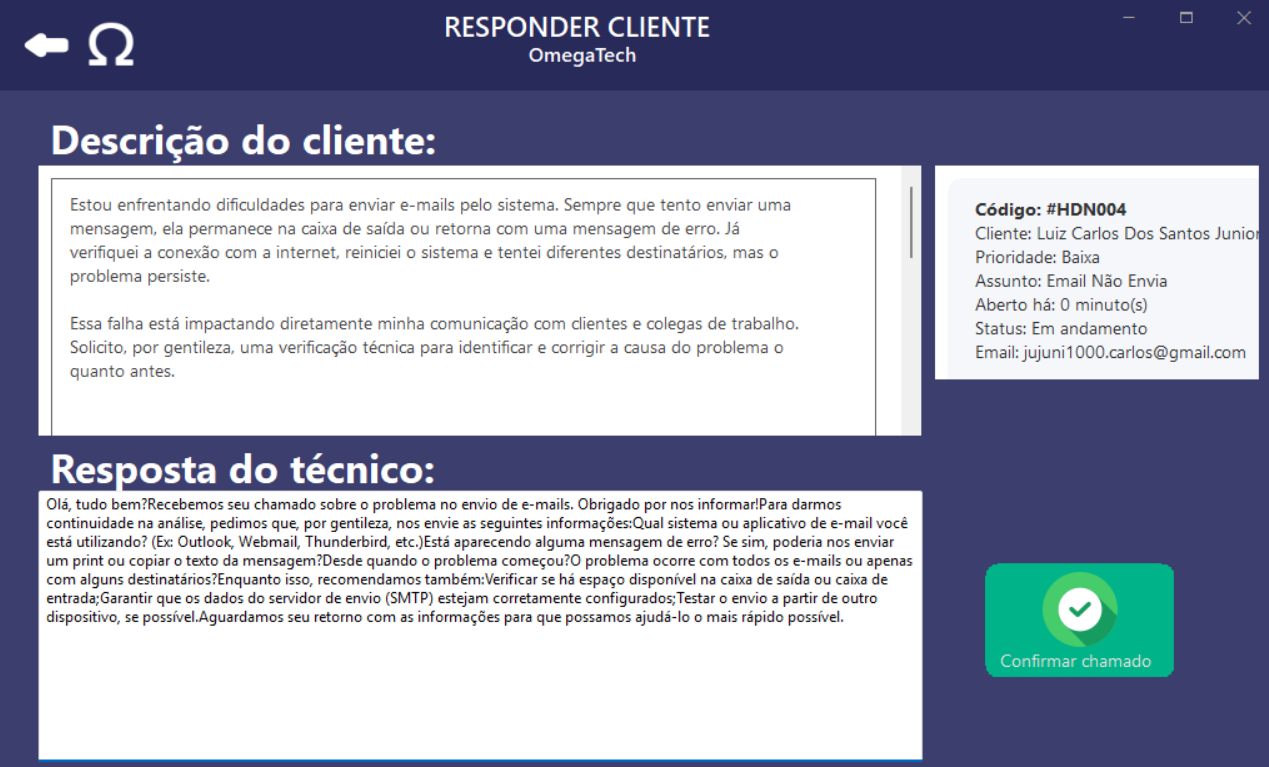 RESPONDER CLIENTE
OmegaTech
Descrição do cliente:
Estou enfrentando dificuldades para enviar e-mails pelo sistema. Sempre que tento enviar uma
mensagem, ela permanece na caixa de saída ou retorna com uma mensagem de erro. Já
verifiquei a conexão com a internet, reiniciei o sistema e tentei diferentes destinatários, mas o
problema persiste.
Essa falha está impactando diretamente minha comunicação com clientes e colegas de trabalho.
Solicito, por gentileza, uma verificação técnica para identificar e corrigir a causa do problema o
quanto antes.
Código: #HDN004
Cliente: Luiz Carlos Dos Santos Junior
Prioridade: Baixa
Assunto: Email Não Envia
Aberto há: 0 minuto(s)
Status: Em andamento
Email: jujuni1000.carlos@gmail.com
Resposta do técnico:
Olá, tudo bem?Recebemos seu chamado sobre o problema no envio de e-mails. Obrigado por nos informar!Para darmos
continuidade na análise, pedimos que, por gentileza, nos envie as seguintes informações:Qual sistema ou aplicativo de e-mail você
está utilizando? (Ex: Outlook, Webmail, Thunderbird, etc.)Está aparecendo alguma mensagem de erro? Se sim, poderia nos enviar
um print ou copiar o texto da mensagem?Desde quando o problema começou?O problema ocorre com todos os e-mails ou apenas
com alguns destinatários?Enquanto isso, recomendamos também:Verificar se há espaço disponível na caixa de saída ou caixa de
entrada;Garantir que os dados do servidor de envio (SMTP) estejam corretamente configurados;Testar o envio a partir de outro
dispositivo, se possível.Aguardamos seu retorno com as informações para que possamos ajudá-lo o mais rápido possível.
Confirmar chamado